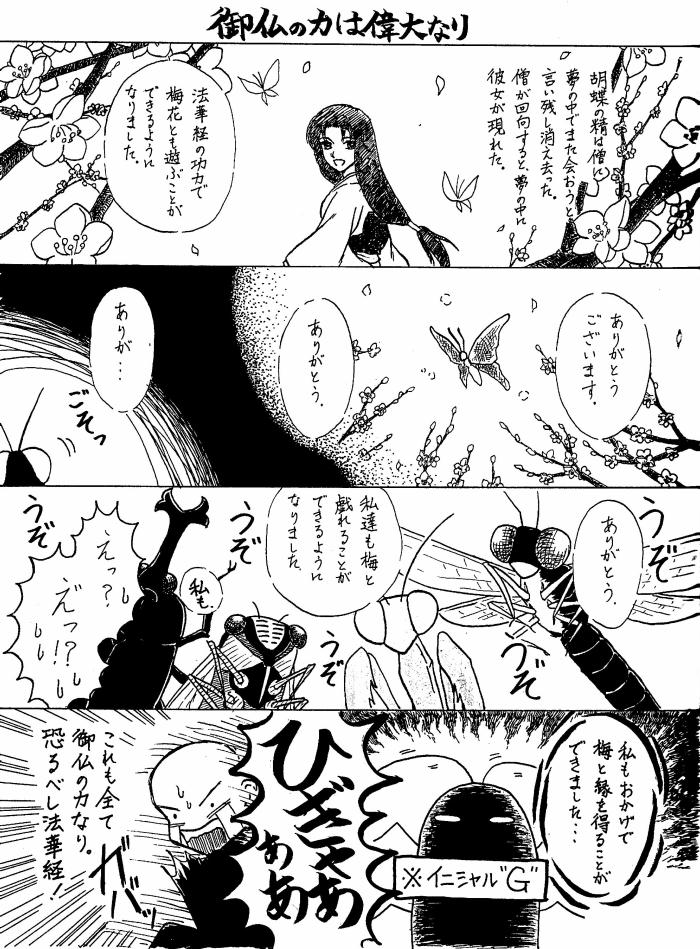 御仏の力は偉大なり
胡蝶の精は僧に
夢の中でまた会おうと
言い残し消え去った。
僧が回向すると、夢の中に
彼女が現れた。
法華経の功力で
梅花とも遊ぶことが
できるように
なりました。
ありがとう
ございます。
ありがとう。
ありが…
ごそっ
うぞ
ありがとう。
うぞ
私達も梅と
戯れることが
できるように
なりました。
うぞ
うぞ
私も
えっ？
えっ？
えっ!?
うぞ
私もおかげで
梅と縁を得ることが
できました…
※イニシャル"G"
ひぎゃああああ
ガバッ
これも全て
御仏の力なり。
恐るべし法華経！